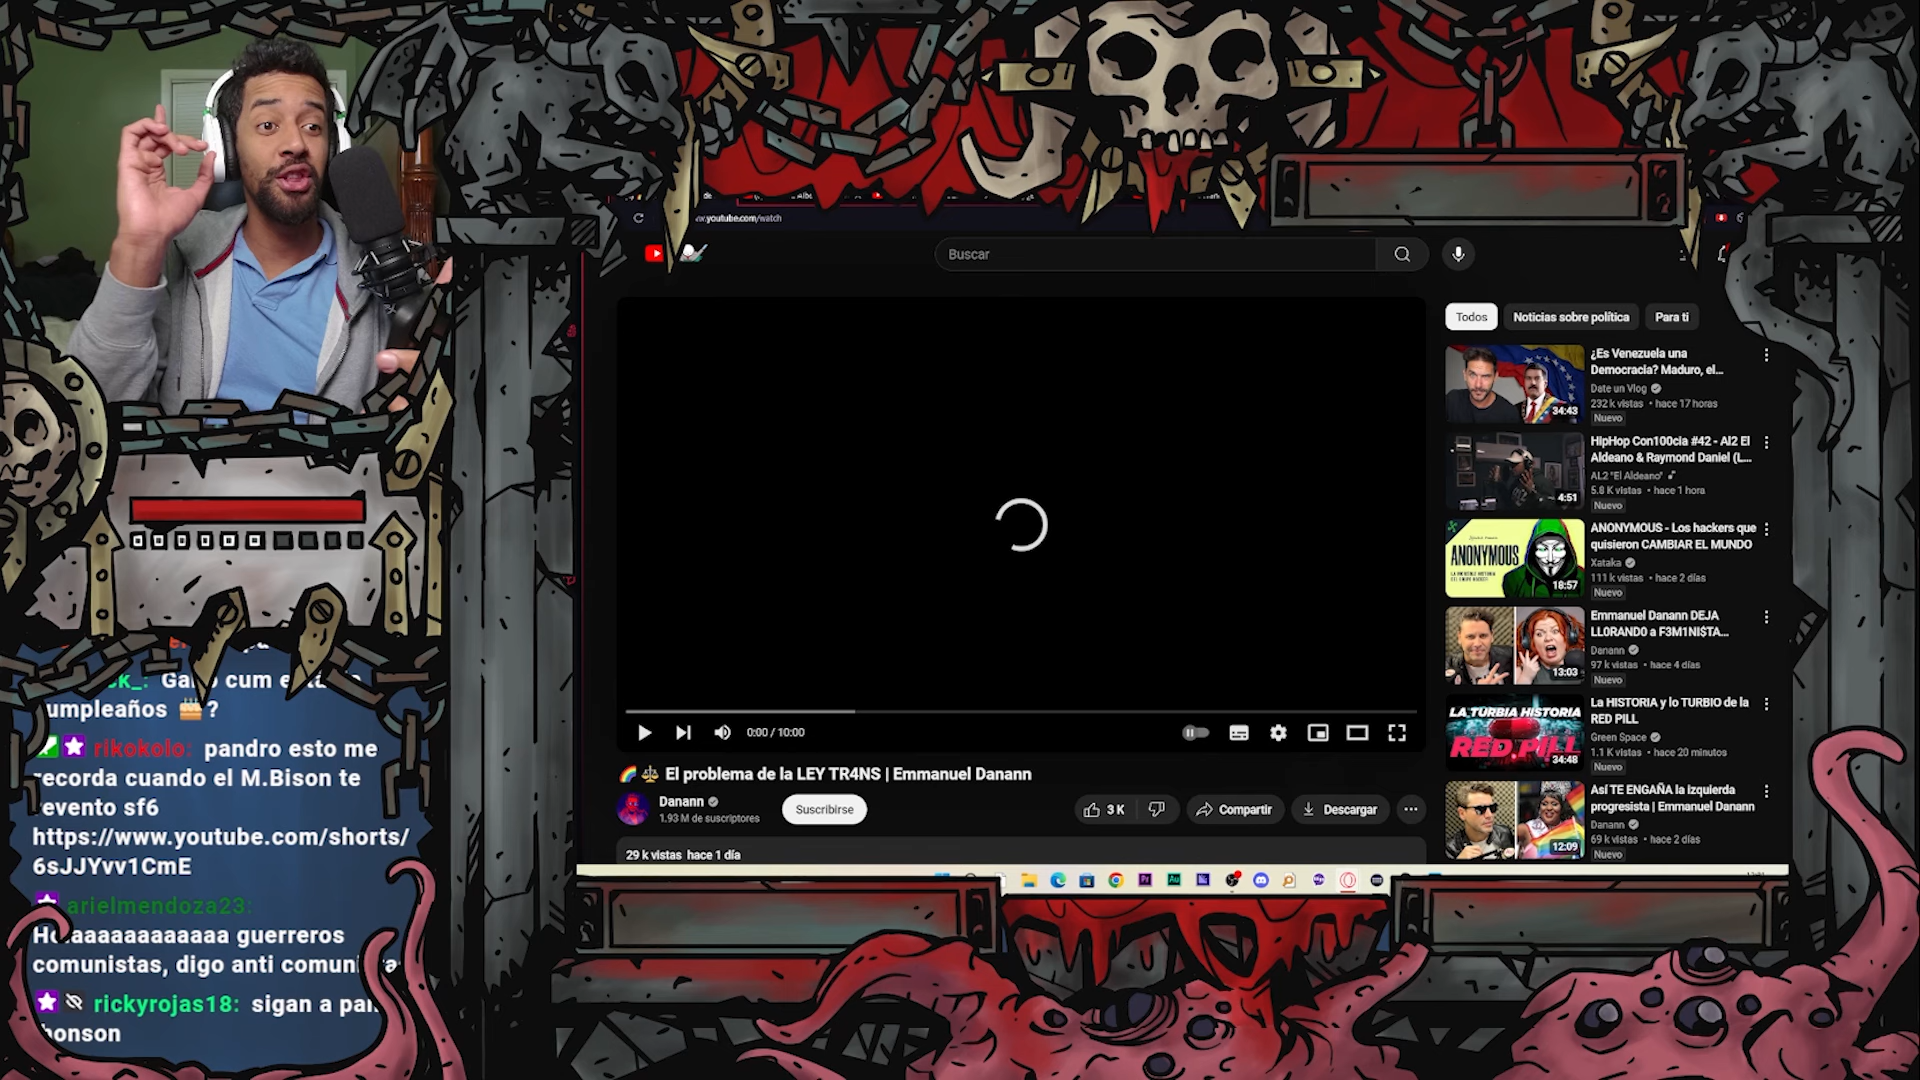 youtube.com/watch
Buscar
Todos
Noticias sobre política
Para ti
¿Es Venezuela una
Democracia? Maduro, el...
Date un Vlog
232 k vistas • hace 17 horas
Nuevo
34:43
HipHop Con100cia #42 - Al2 El
Aldeano & Raymond Daniel (L...
AL2 "El Aldeano"
5.8 K vistas • hace 1 hora
Nuevo
4:51
ANONYMOUS - Los hackers que
quisieron CAMBIAR EL MUNDO
Xataka
111 k vistas • hace 2 días
Nuevo
ANONYMOUS
18:57
Emmanuel Danann DEJA
LL0RAND0 a F3M1NI$TA...
Danann
97 k vistas • hace 4 días
Nuevo
13:03
La HISTORIA y lo TURBIO de la
RED PILL
Green Space
1.1 K vistas • hace 20 minutos
Nuevo
LA TURBIA HISTORIA
RED PILL
34:48
Así TE ENGAÑA la izquierda
progresista | Emmanuel Danann
Danann
69 k vistas • hace 2 días
Nuevo
12:09
0:00 / 10:00
🌈 ⚖️ El problema de la LEY TR4NS | Emmanuel Danann
Danann
1.93 M de suscriptores
Suscribirse
3 K
Compartir
Descargar
29 k vistas hace 1 día
cum
umpleaños 🎂?
rikokolo: pandro esto me
recorda cuando el M.Bison te
revento sf6
https://www.youtube.com/shorts/
6sJJYvv1CmE
arielmendoza23:
guerreros
comunistas, digo anti
rickyrojas18: sigan a
honson